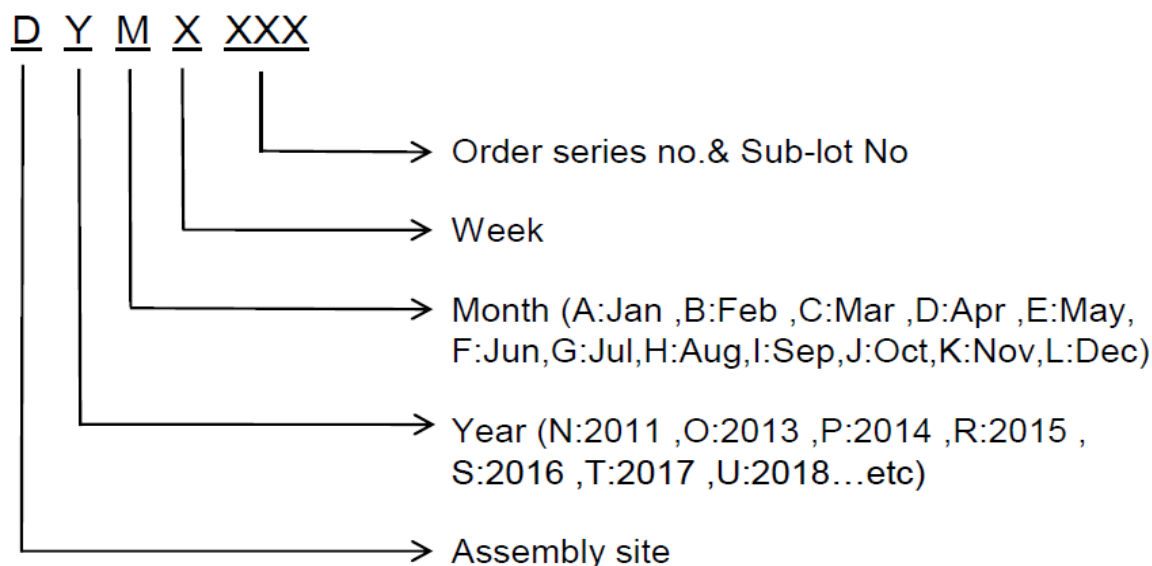 D Y M X XXX
Order series no.& Sub-lot No
Week
Month (A:Jan ,B:Feb ,C:Mar ,D:Apr ,E:May,
F:Jun,G:Jul,H:Aug,I:Sep,J:Oct,K:Nov,L:Dec)
Year (N:2011 ,O:2013 ,P:2014 ,R:2015 ,
S:2016 ,T:2017 ,U:2018...etc)
Assembly site